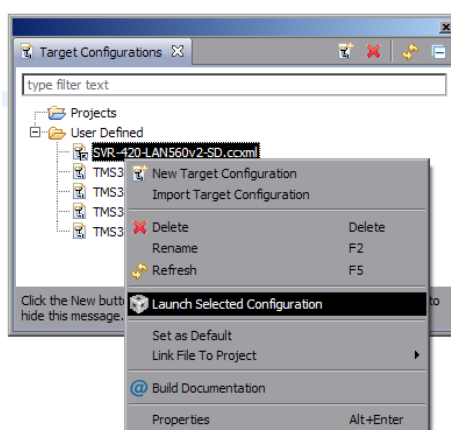 Target Configurations
type filter text
Projects
User Defined
SVR-420-LAN560v2-SD.ccxml
TMS3
TMS3
TMS3
TMS3
New Target Configuration
Import Target Configuration
Delete Delete
Rename F2
Refresh F5
Launch Selected Configuration
Set as Default
Link File To Project
Build Documentation
Properties Alt+Enter
Click the New butt to
hide this message.